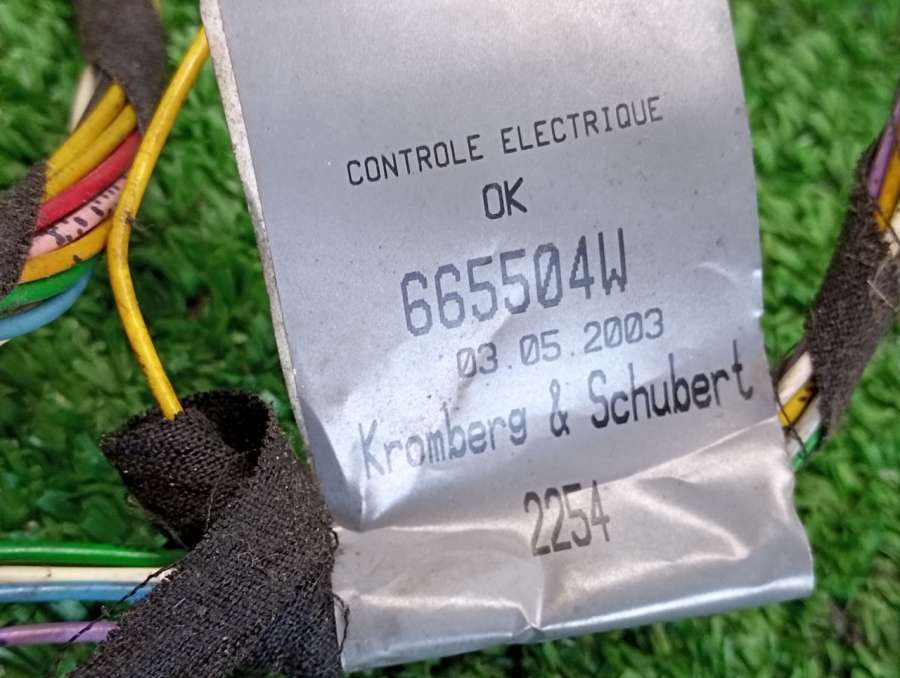 CONTROLE ELECTRIQUE
OK
665504W
03.05.2003
Kromberg & Schubert
2254